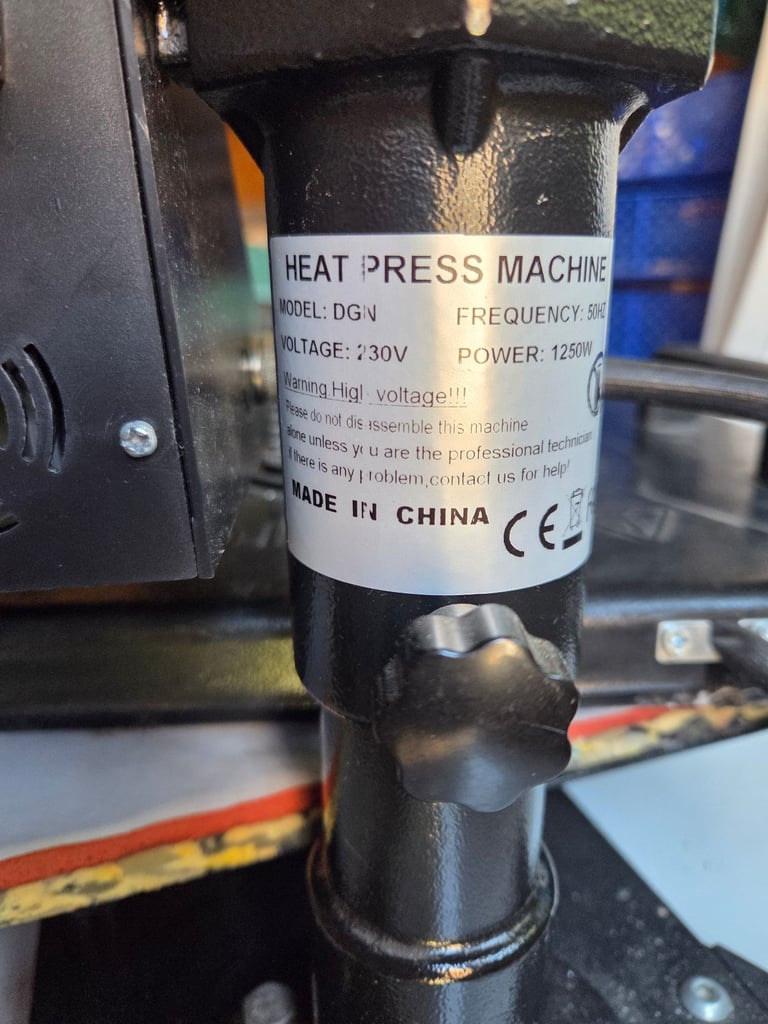 HEAT PRESS MACHINE
MODEL: DGN FREQUENCY: 50HZ
VOLTAGE: 230V POWER: 1250W
Warning.High voltage!!!
Please do not disassemble this machine
alone unless you are the professional technician
if there is any problem,contact us for help!
MADE IN CHINA CE